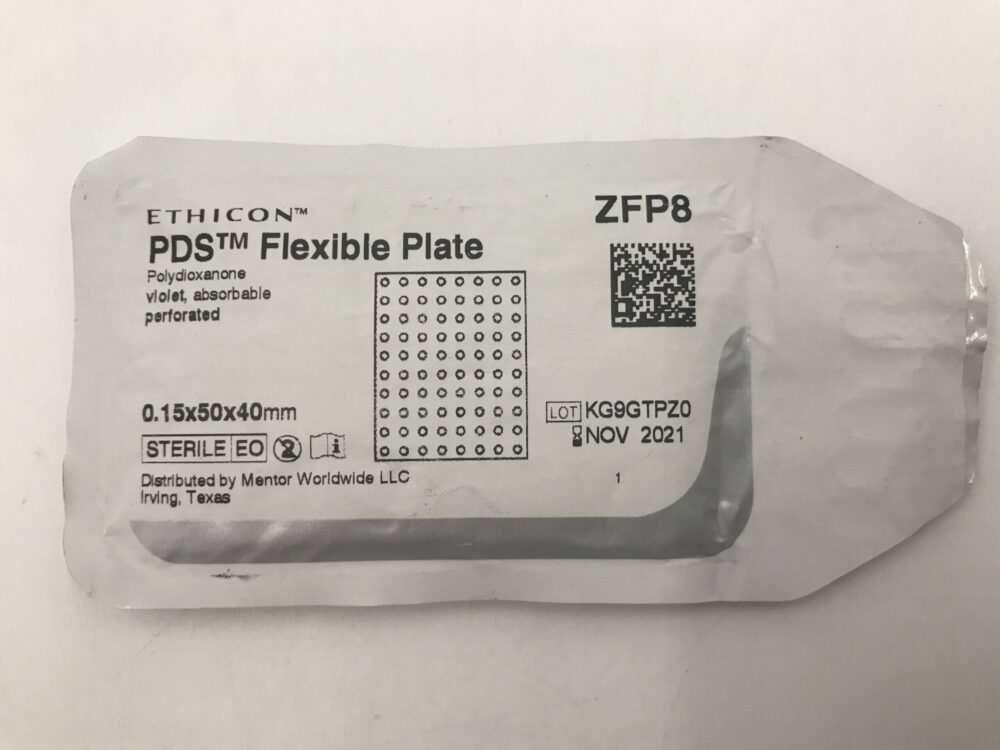 ETHICON™
PDS™ Flexible Plate
Polydioxanone
violet, absorbable
perforated
ZFP8
0.15x50x40mm
STERILE EO 2 i
LOT KG9GTPZ0
NOV 2021
Distributed by Mentor Worldwide LLC
Irving, Texas
1